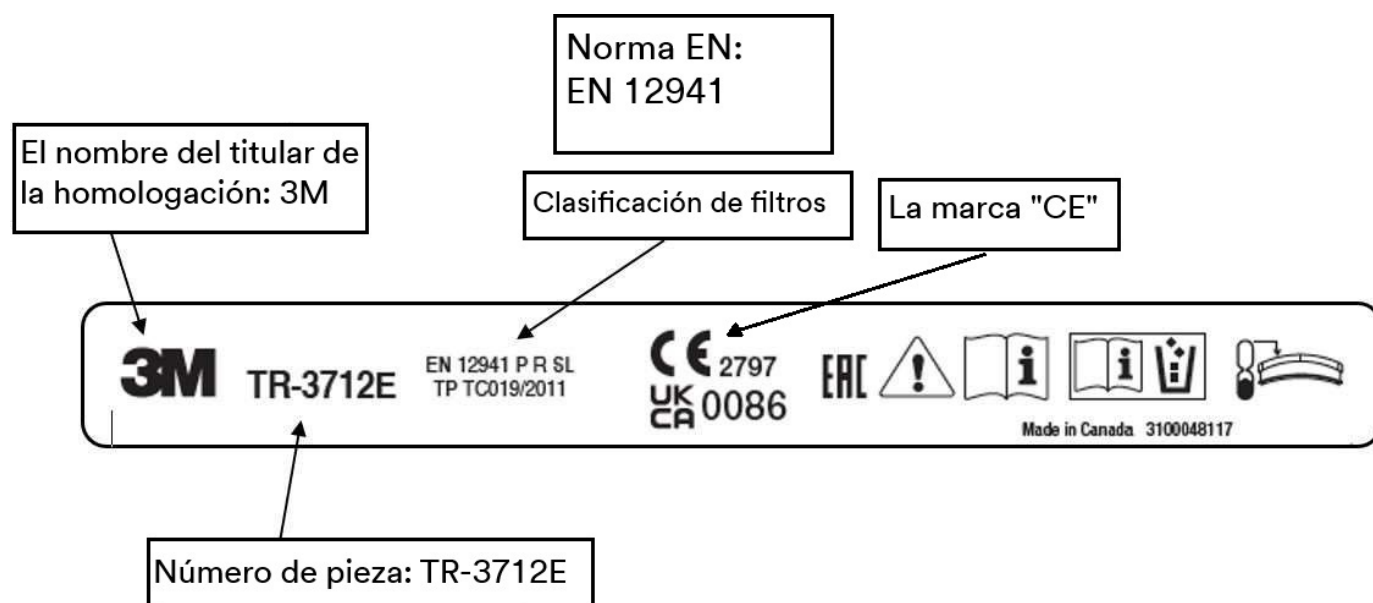 Norma EN:
EN 12941
El nombre del titular de
la homologación: 3M
Clasificación de filtros
La marca "CE"
3M
TR-3712E
EN 12941 P R SL
TP TC019/2011
CE 2797
UK
CA 0086
EAC
!
i
i
Made in Canada 3100048117
Número de pieza: TR-3712E